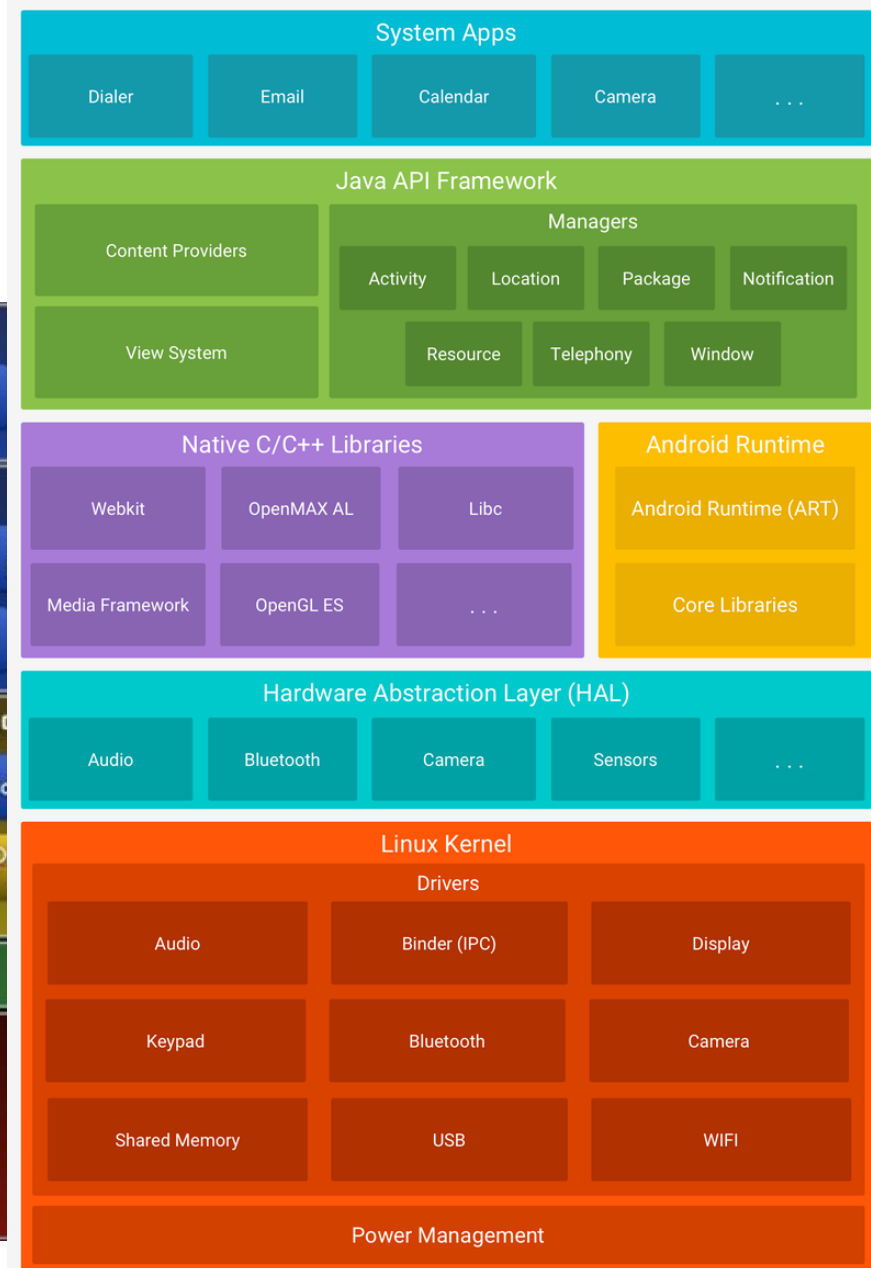 System Apps
Dialer Email Calendar Camera . . .
Java API Framework
Content Providers
View System
Managers
Activity Location Package Notification
Resource Telephony Window
Native C/C++ Libraries
Webkit OpenMAX AL Libc
Media Framework OpenGL ES . . .
Android Runtime
Android Runtime (ART)
Core Libraries
Hardware Abstraction Layer (HAL)
Audio Bluetooth Camera Sensors . . .
Linux Kernel
Drivers
Audio Binder (IPC) Display
Keypad Bluetooth Camera
Shared Memory USB WIFI
Power Management